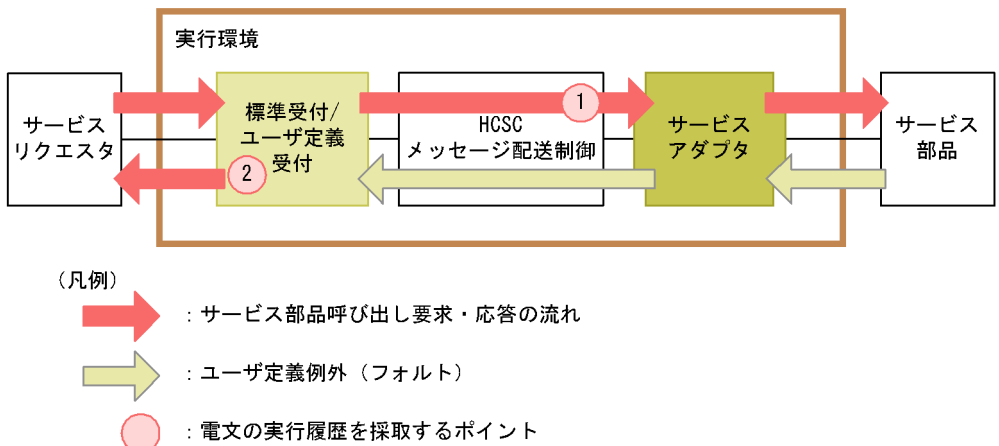 実行環境
サービス
リクエスタ
標準受付/
ユーザ定義
受付
HCSC
メッセージ配送制御
サービス
アダプタ
サービス
部品
1
2
（凡例）
：サービス部品呼び出し要求・応答の流れ
：ユーザ定義例外（フォルト）
：電文の実行履歴を採取するポイント